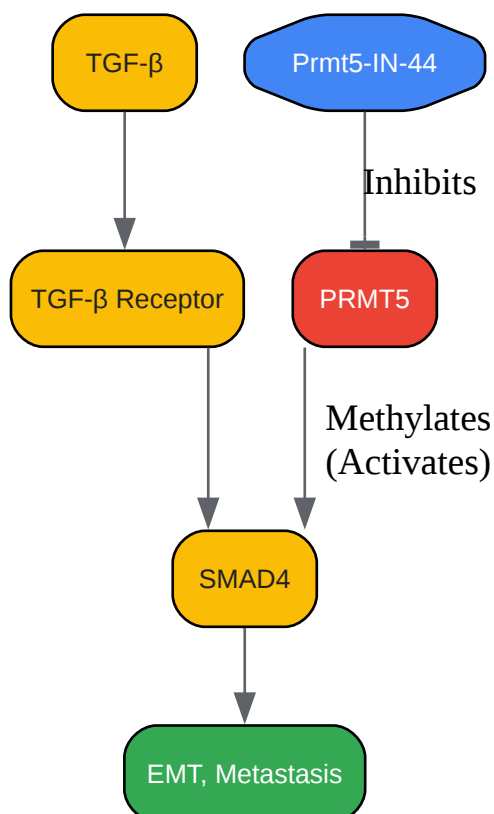 TGF-β
Prmt5-IN-44
Inhibits
TGF-β Receptor
PRMT5
Methylates
(Activates)
SMAD4
EMT, Metastasis